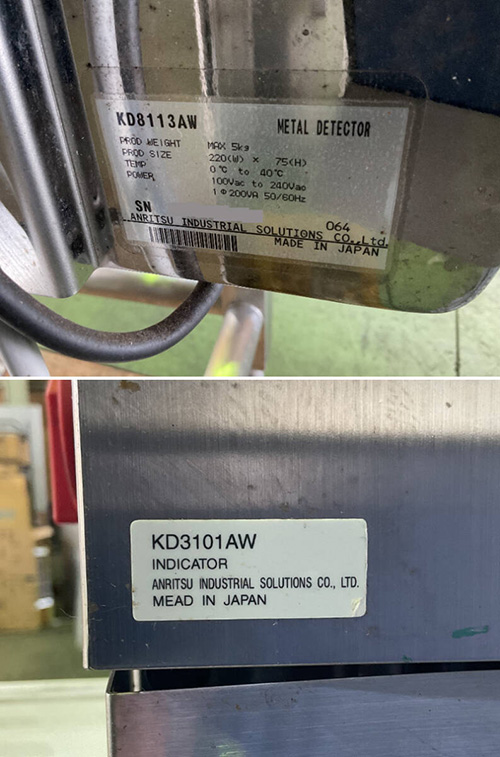 KD8113AW METAL DETECTOR
PROD WEIGHT MAX 5kg
PROD SIZE 220(W) × 75(H)
TEMP 0℃ to 40℃
POWER 100Vac to 240Vac
1Φ200VA 50/60Hz
SN 064
ANRITSU INDUSTRIAL SOLUTIONS CO.,Ltd.
MADE IN JAPAN
KD3101AW
INDICATOR
ANRITSU INDUSTRIAL SOLUTIONS CO., LTD.
MEAD IN JAPAN